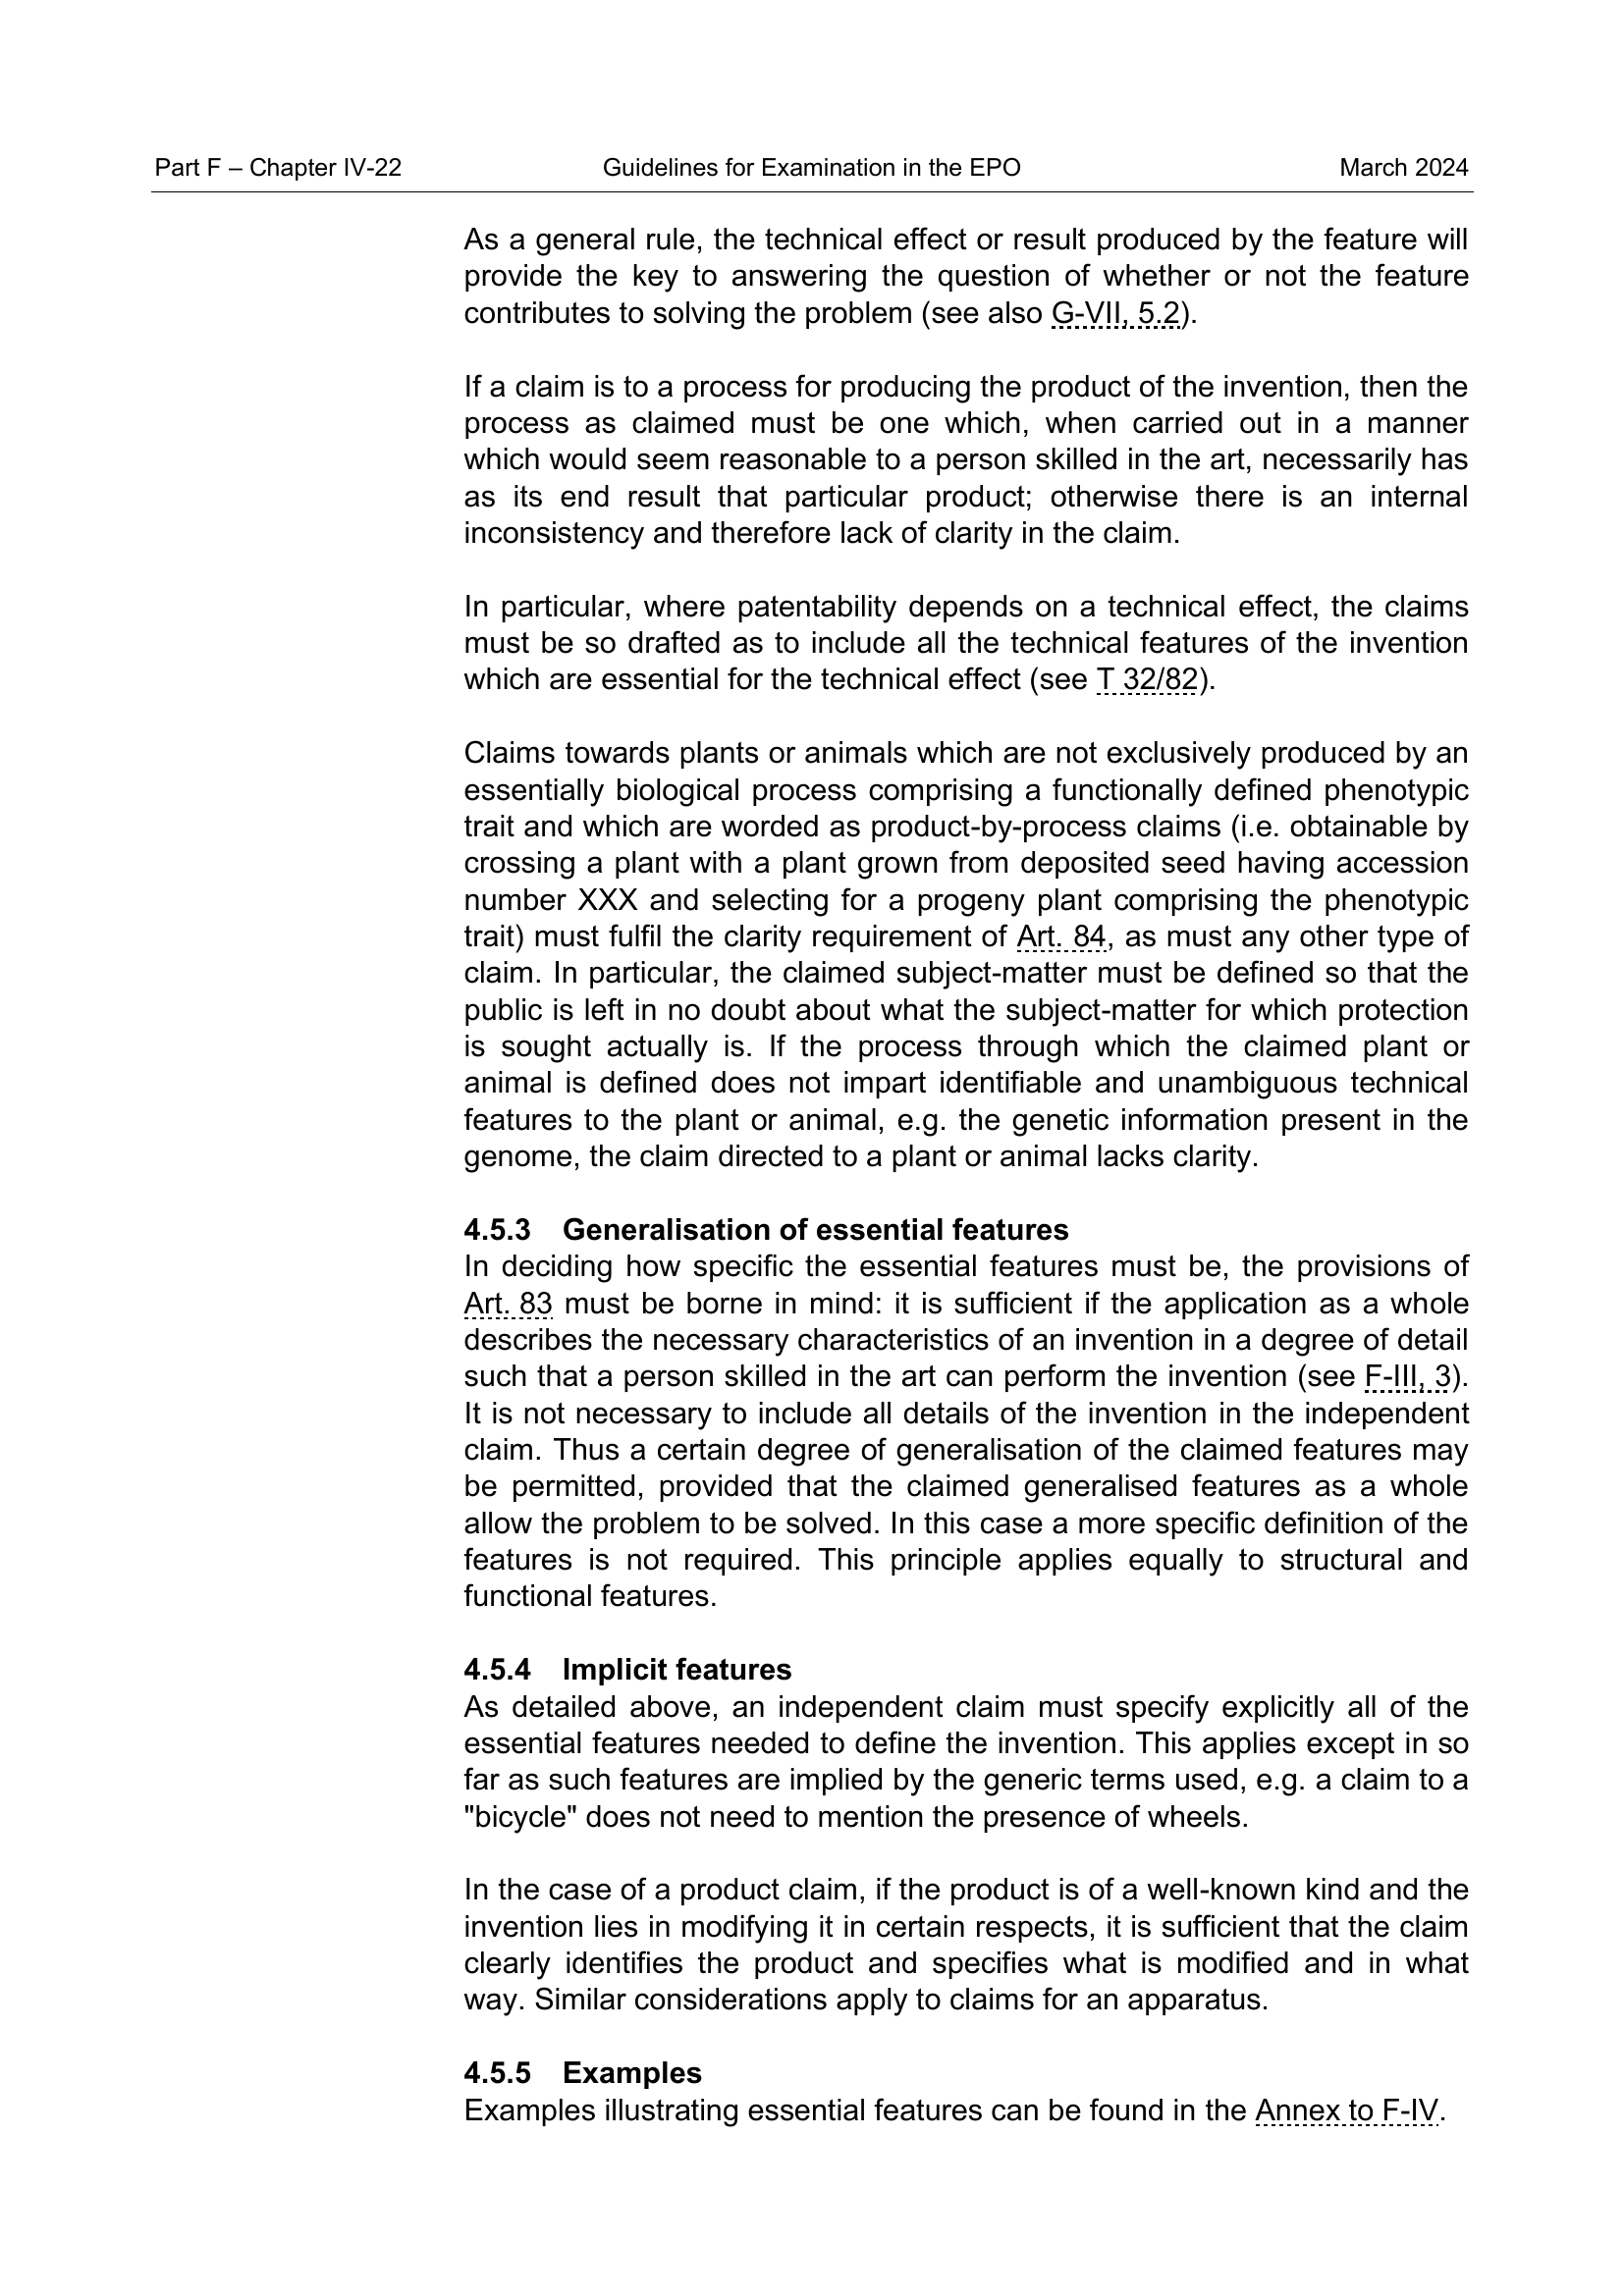 Part F – Chapter IV-22 Guidelines for Examination in the EPO March 2024
As a general rule, the technical effect or result produced by the feature will
provide the key to answering the question of whether or not the feature
contributes to solving the problem (see also G-VII, 5.2).
If a claim is to a process for producing the product of the invention, then the
process as claimed must be one which, when carried out in a manner
which would seem reasonable to a person skilled in the art, necessarily has
as its end result that particular product; otherwise there is an internal
inconsistency and therefore lack of clarity in the claim.
In particular, where patentability depends on a technical effect, the claims
must be so drafted as to include all the technical features of the invention
which are essential for the technical effect (see T 32/82).
Claims towards plants or animals which are not exclusively produced by an
essentially biological process comprising a functionally defined phenotypic
trait and which are worded as product-by-process claims (i.e. obtainable by
crossing a plant with a plant grown from deposited seed having accession
number XXX and selecting for a progeny plant comprising the phenotypic
trait) must fulfil the clarity requirement of Art. 84, as must any other type of
claim. In particular, the claimed subject-matter must be defined so that the
public is left in no doubt about what the subject-matter for which protection
is sought actually is. If the process through which the claimed plant or
animal is defined does not impart identifiable and unambiguous technical
features to the plant or animal, e.g. the genetic information present in the
genome, the claim directed to a plant or animal lacks clarity.
4.5.3 Generalisation of essential features
In deciding how specific the essential features must be, the provisions of
Art. 83 must be borne in mind: it is sufficient if the application as a whole
describes the necessary characteristics of an invention in a degree of detail
such that a person skilled in the art can perform the invention (see F-III, 3).
It is not necessary to include all details of the invention in the independent
claim. Thus a certain degree of generalisation of the claimed features may
be permitted, provided that the claimed generalised features as a whole
allow the problem to be solved. In this case a more specific definition of the
features is not required. This principle applies equally to structural and
functional features.
4.5.4 Implicit features
As detailed above, an independent claim must specify explicitly all of the
essential features needed to define the invention. This applies except in so
far as such features are implied by the generic terms used, e.g. a claim to a
"bicycle" does not need to mention the presence of wheels.
In the case of a product claim, if the product is of a well-known kind and the
invention lies in modifying it in certain respects, it is sufficient that the claim
clearly identifies the product and specifies what is modified and in what
way. Similar considerations apply to claims for an apparatus.
4.5.5 Examples
Examples illustrating essential features can be found in the Annex to F-IV.